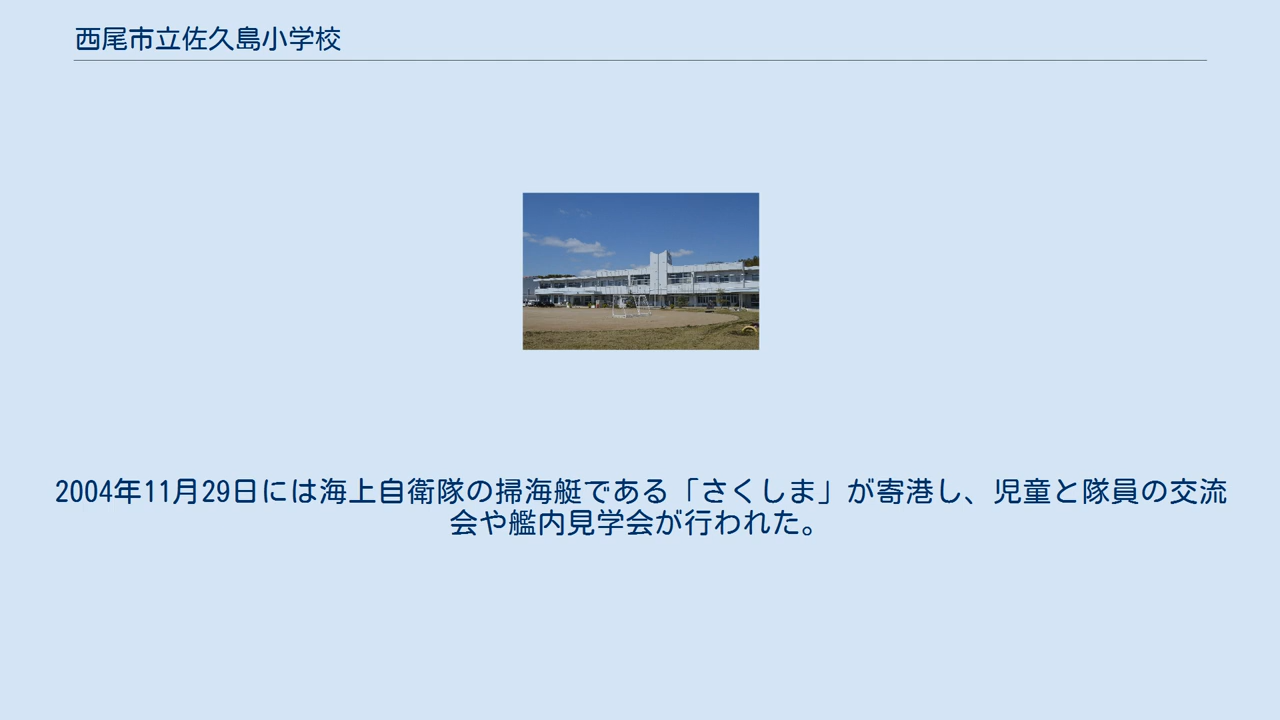 西尾市立佐久島小学校
2004年11月29日には海上自衛隊の掃海艇である「さくしま」が寄港し、児童と隊員の交流
会や艦内見学会が行われた。